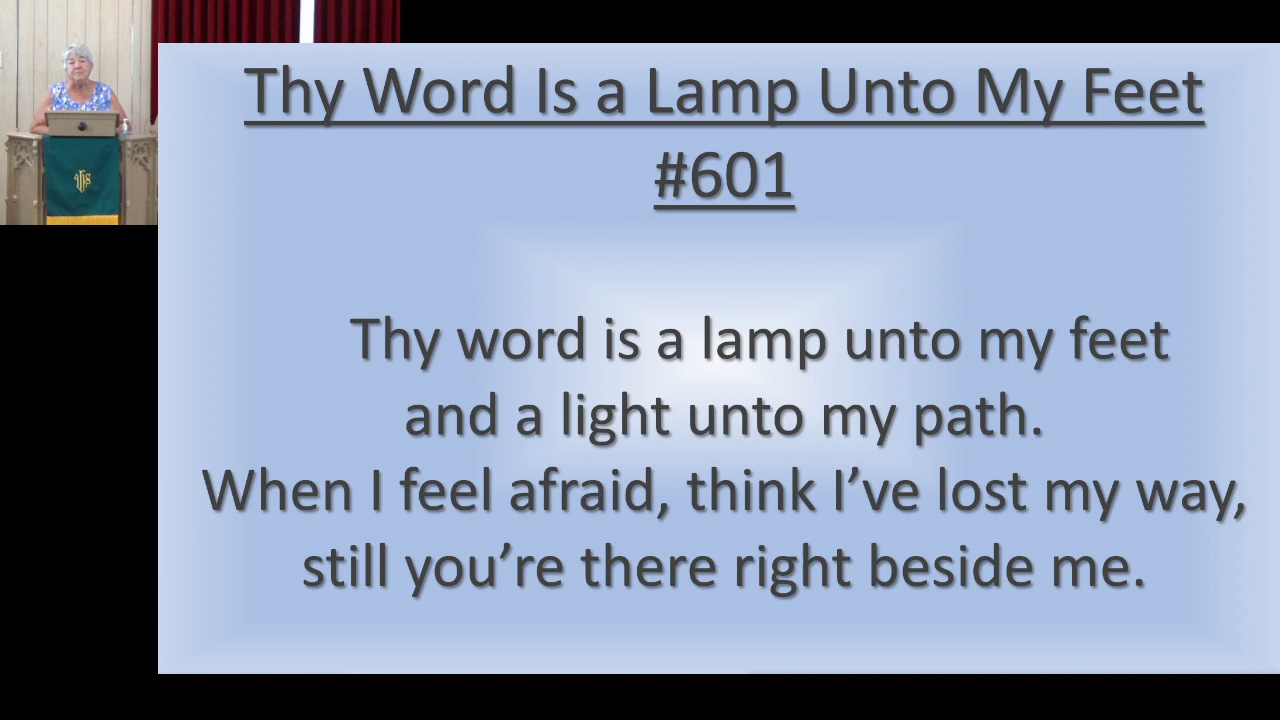 Thy Word Is a Lamp Unto My Feet
#601
Thy word is a lamp unto my feet
and a light unto my path.
When I feel afraid, think I’ve lost my way,
still you’re there right beside me.